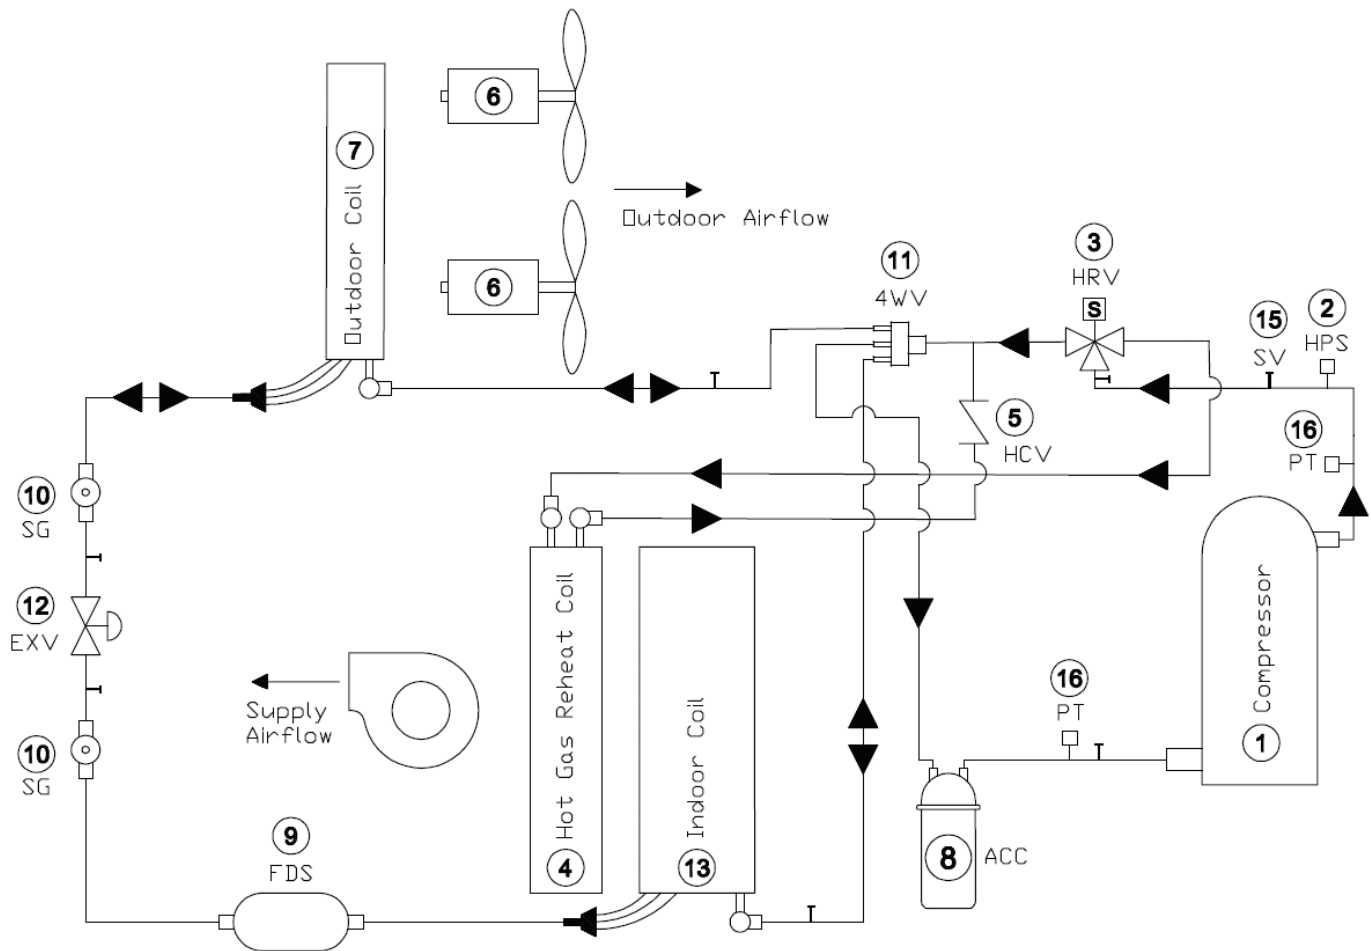 6
7
Outdoor Coil
Outdoor Airflow
6
11
4WV
3
HRV
S
15
SV
2
HPS
5
HCV
16
PT
10
SG
12
EXV
10
SG
Supply
Airflow
Hot Gas Reheat Coil
4
Indoor Coil
13
16
PT
Compressor
1
9
FDS
8
ACC